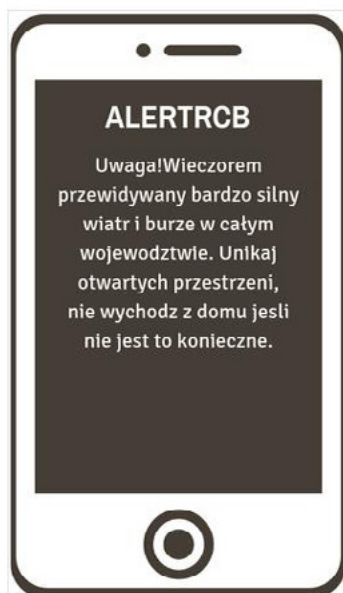 ALERTRCB
Uwaga!Wieczorem
przewidywany bardzo silny
wiatr i burze w całym
wojewodztwie. Unikaj
otwartych przestrzeni,
nie wychodz z domu jesli
nie jest to konieczne.